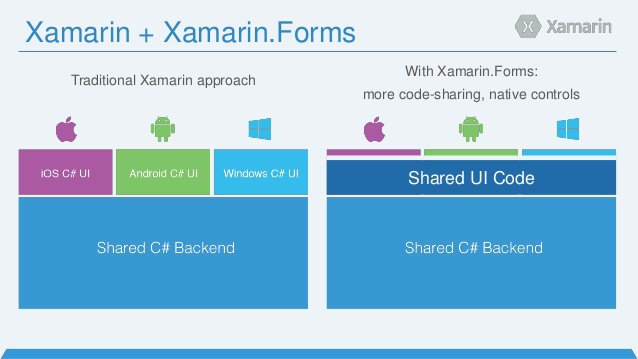 Xamarin + Xamarin.Forms
Xamarin
Traditional Xamarin approach
With Xamarin.Forms:
more code-sharing, native controls
iOS C# UI
Android C# UI
Windows C# UI
Shared C# Backend
Shared UI Code
Shared C# Backend